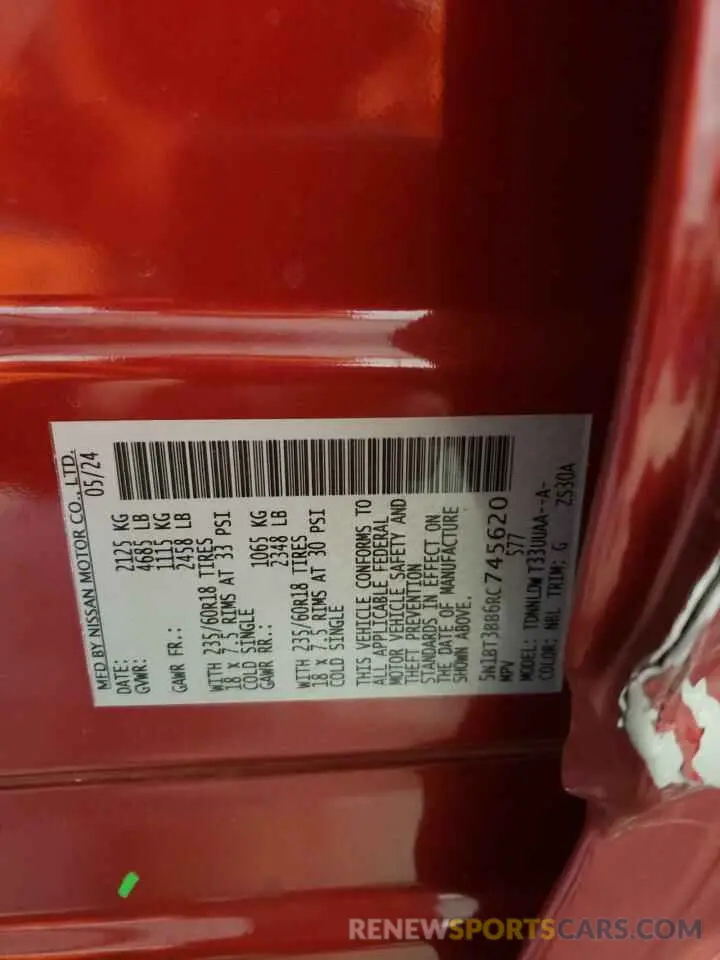 MFD BY NISSAN MOTOR CO., LTD.
DATE: 05/24
GVWR: 2125 KG
4685 LB
GAWR FR.: 1115 KG
2458 LB
WITH 235/60R18 TIRES
18 x 7.5 RIMS AT 33 PSI
COLD SINGLE
GAWR RR.: 1065 KG
2348 LB
WITH 235/60R18 TIRES
18 x 7.5 RIMS AT 30 PSI
COLD SINGLE
THIS VEHICLE CONFORMS TO
ALL APPLICABLE FEDERAL
MOTOR VEHICLE SAFETY AND
THEFT PREVENTION
STANDARDS IN EFFECT ON
THE DATE OF MANUFACTURE
SHOWN ABOVE.
5N1BT3BB6RC745620
MPV 577
MODEL: TDWNLDW T33UUAA--A-
COLOR: NBL TRIM: G ZS30A
RENEWSPORTSCARS.COM